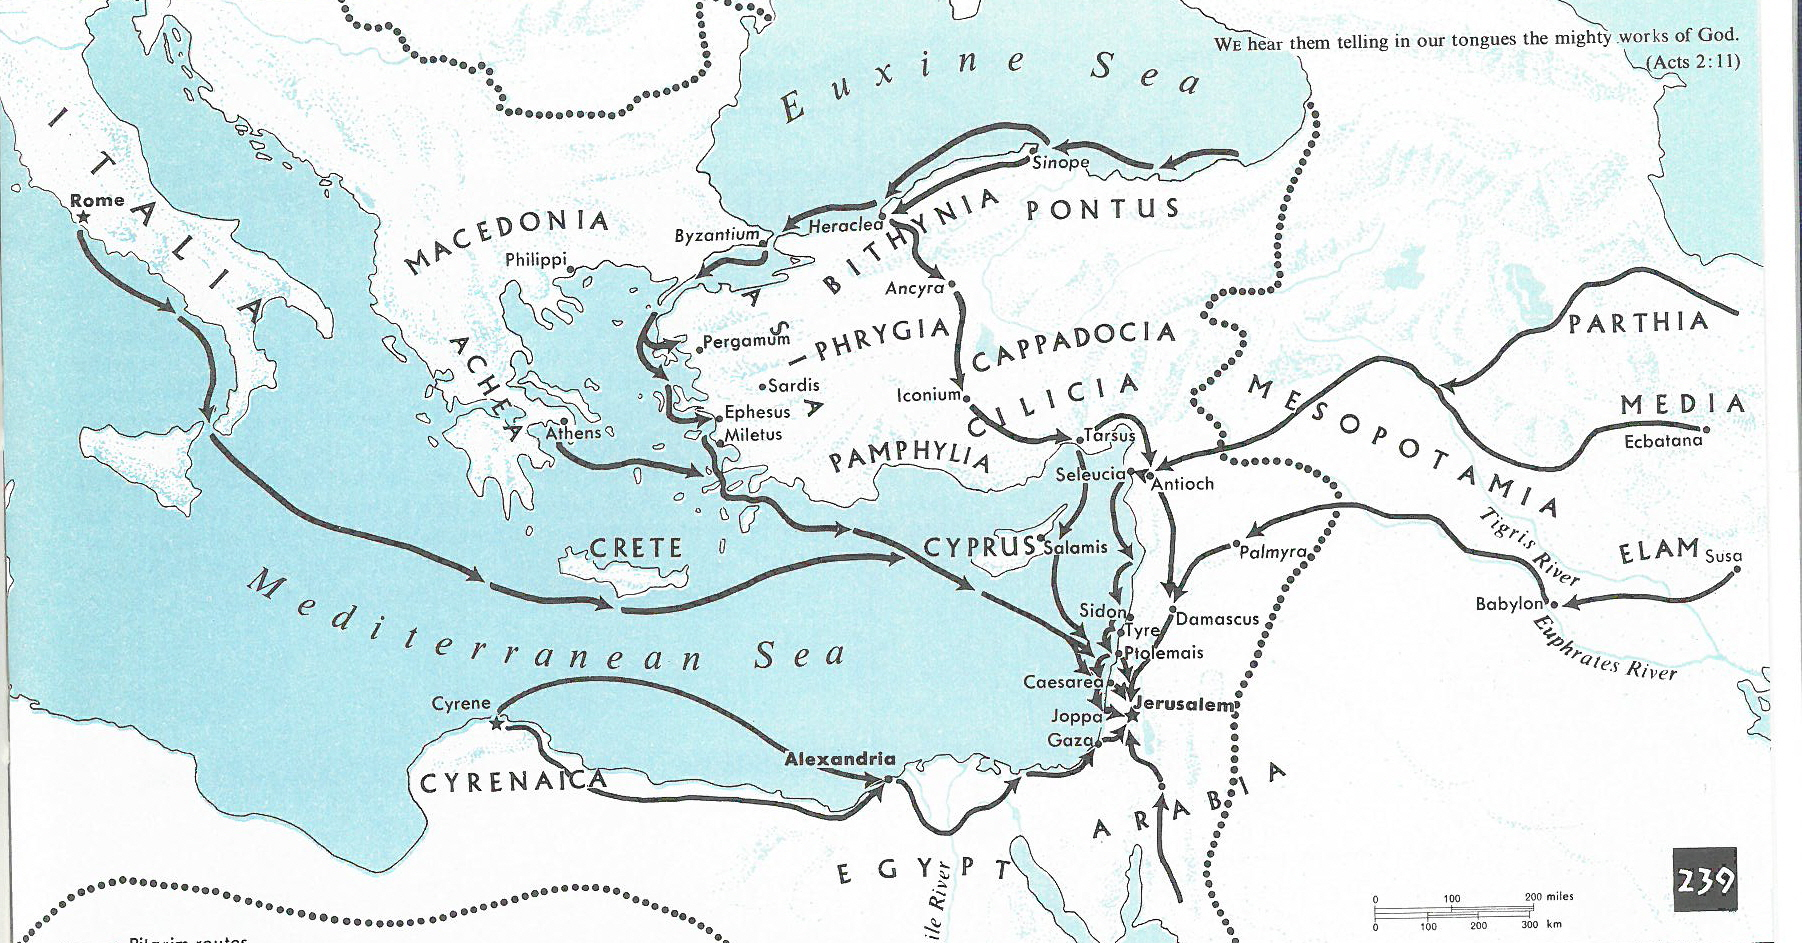 WE hear them telling in our tongues the mighty works of God.
(Acts 2:11)
Euxine Sea
ITALIA
Rome
Sinope
PONTUS
MACEDONIA
Byzantium
Heraclea
BITHYNIA
Philippi
Ancyra
ASIA
Pergamum
PHRYGIA
CAPPADOCIA
PARTHIA
ACHEA
Sardis
Iconium
CILICIA
MESOPOTAMIA
MEDIA
Ecbatana
Ephesus
Miletus
Athens
Tarsus
PAMPHYLIA
Seleucia
Antioch
Tigris River
CRETE
CYPRUS
Salamis
Palmyra
ELAM
Susa
Mediterranean Sea
Sidon
Damascus
Babylon
Tyre
Euphrates River
Ptolemais
Caesarea
Cyrene
Jerusalem
Joppa
Gaza
Alexandria
CYRENAICA
ARABIA
EGYPT
ile River
239
0 100 200 miles
0 100 200 300 km
Pilgrim routes